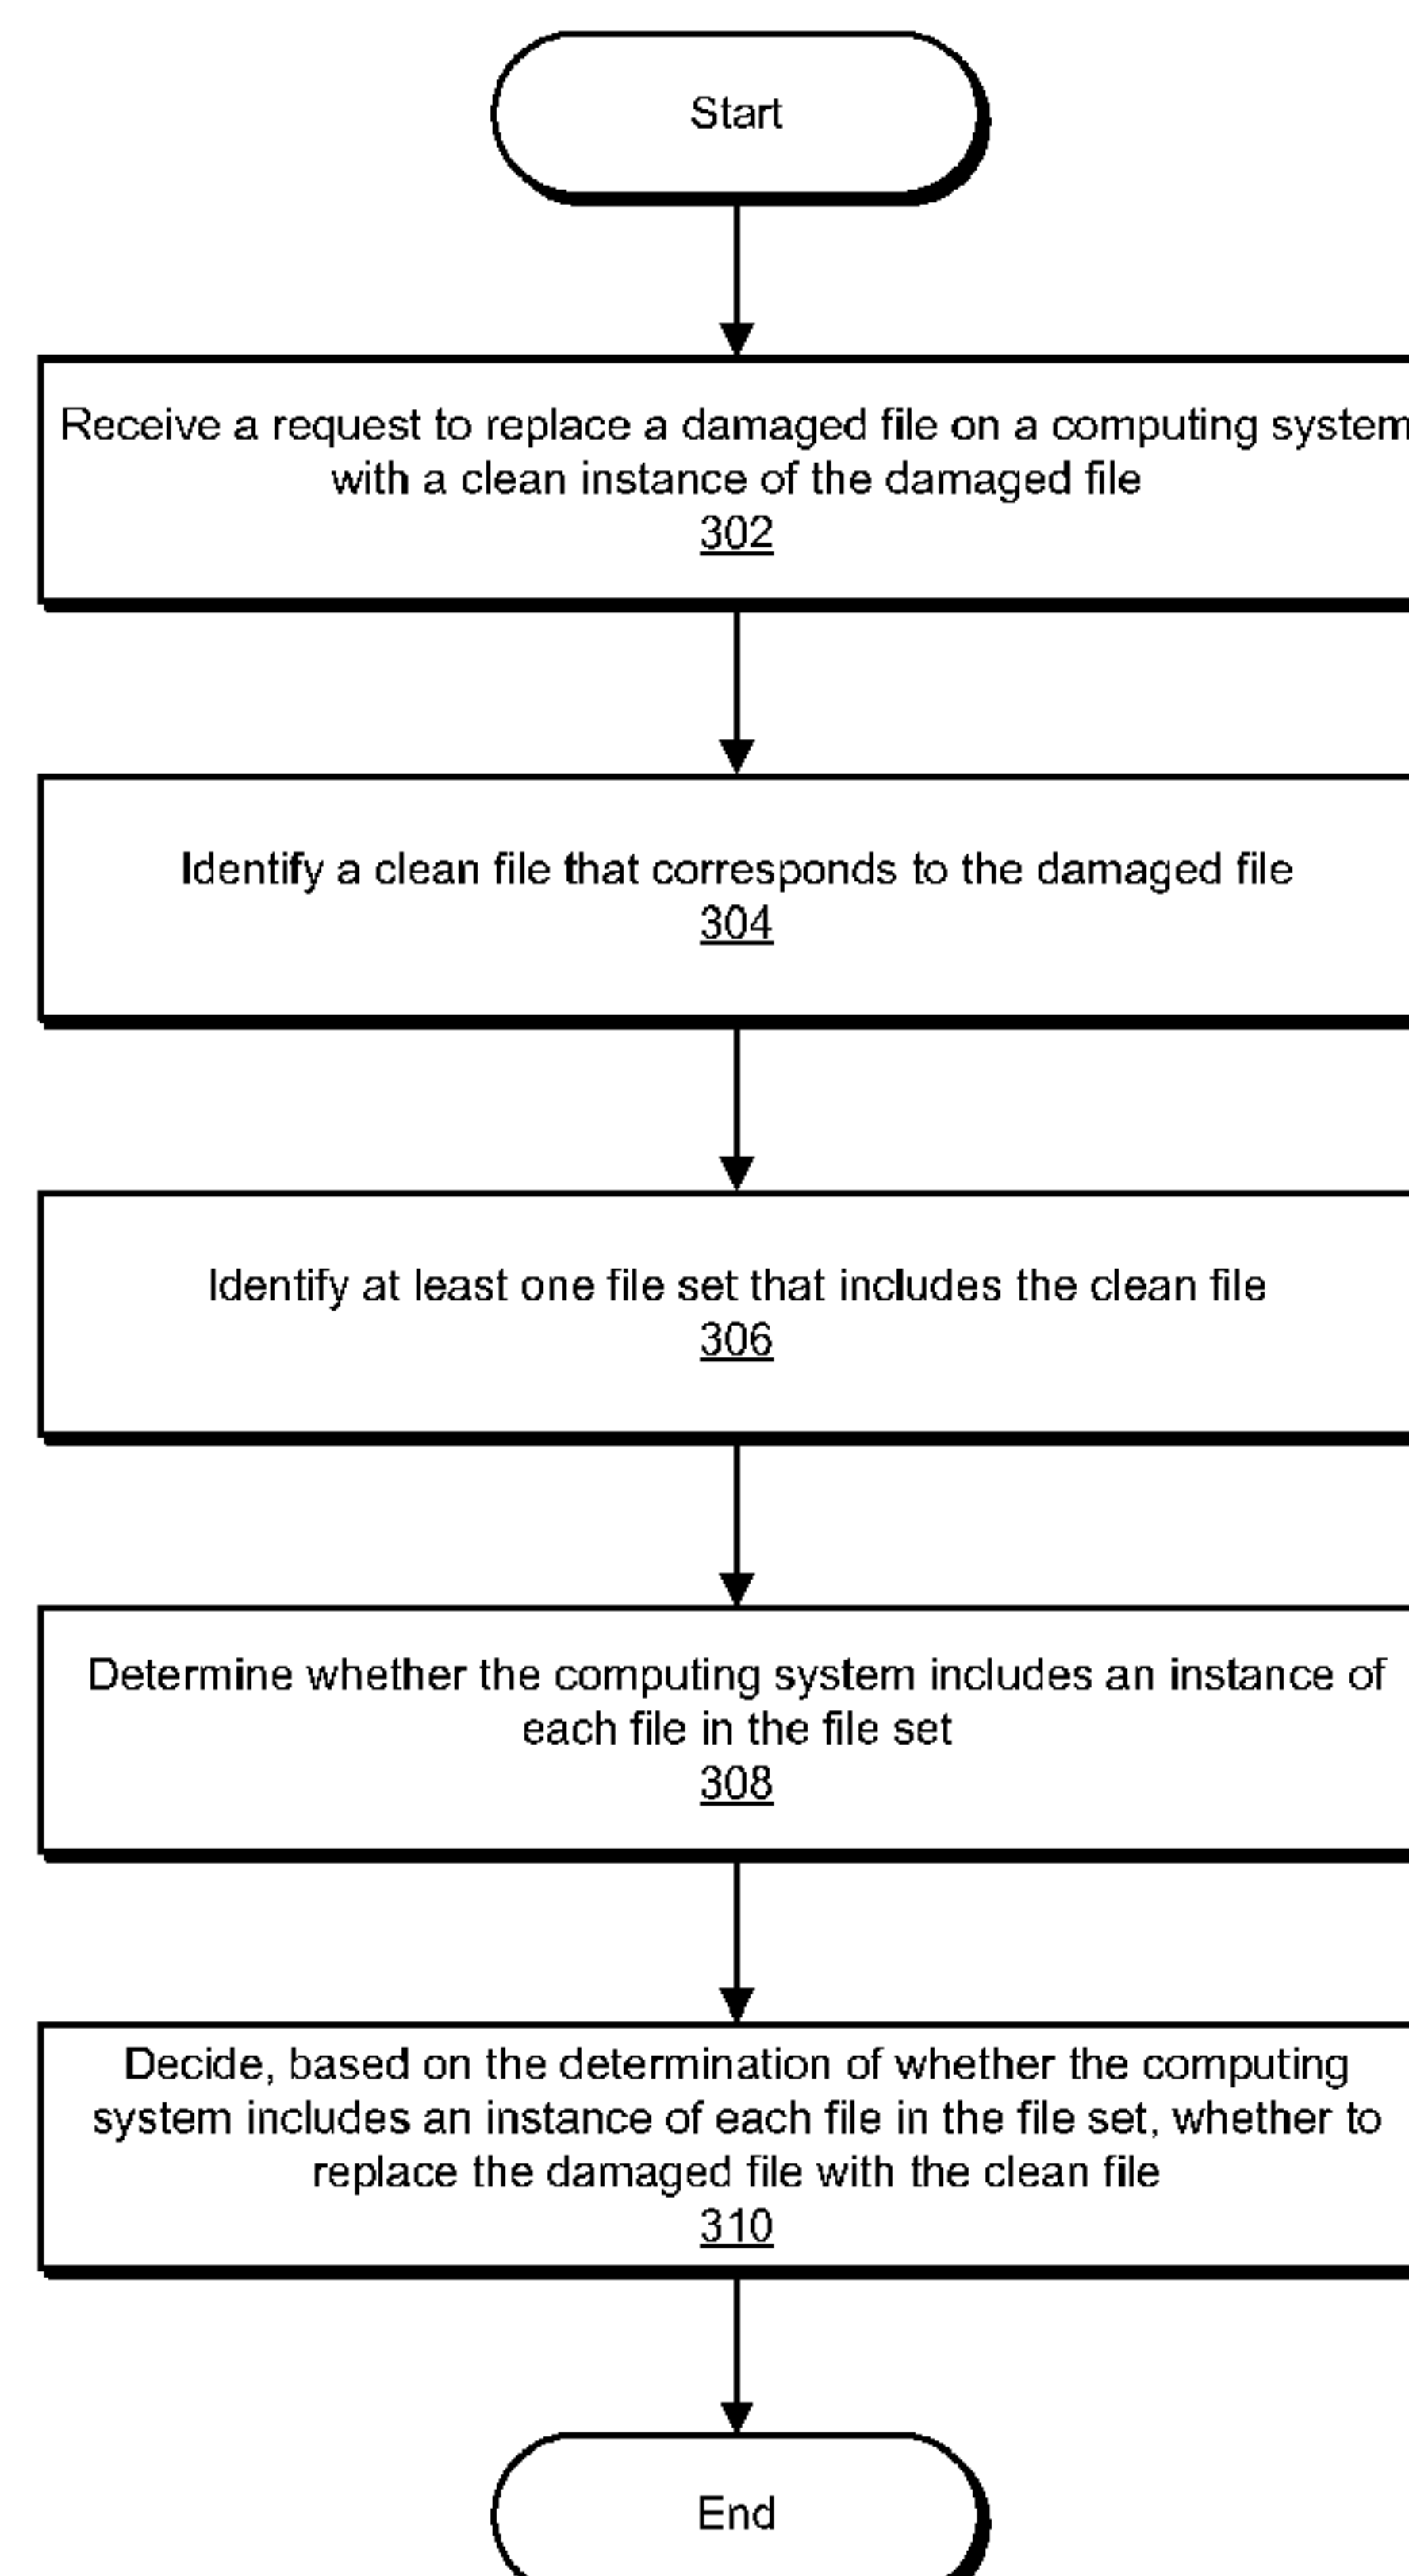 Start
Receive a request to replace a damaged file on a computing system
with a clean instance of the damaged file
302
Identify a clean file that corresponds to the damaged file
304
Identify at least one file set that includes the clean file
306
Determine whether the computing system includes an instance of
each file in the file set
308
Decide, based on the determination of whether the computing
system includes an instance of each file in the file set, whether to
replace the damaged file with the clean file
310
End